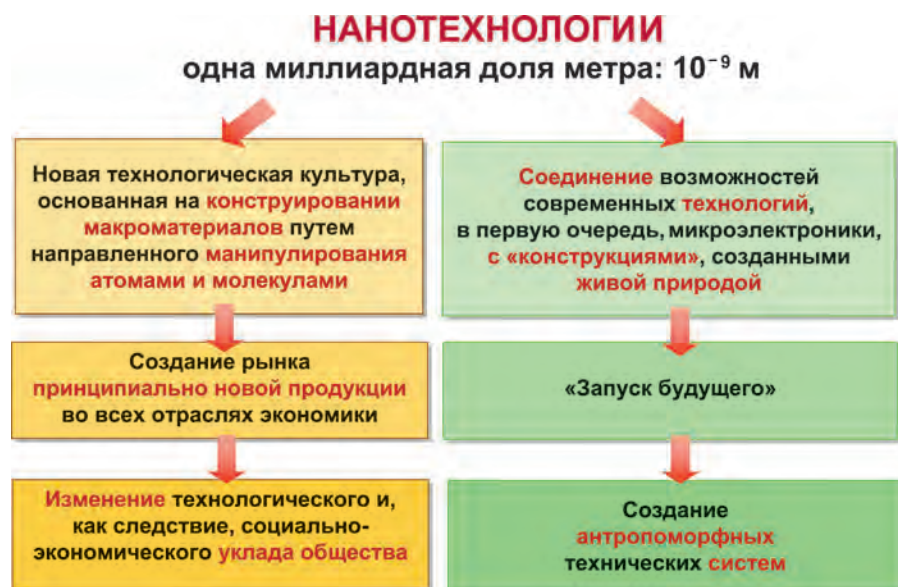 НАНОТЕХНОЛОГИИ
одна миллиардная доля метра: 10⁻⁹ м
Новая технологическая культура,
основанная на конструировании
макроматериалов путем
направленного манипулирования
атомами и молекулами
Создание рынка
принципиально новой продукции
во всех отраслях экономики
Изменение технологического и,
как следствие, социально-
экономического уклада общества
Соединение возможностей
современных технологий,
в первую очередь, микроэлектроники,
с «конструкциями», созданными
живой природой
«Запуск будущего»
Создание
антропоморфных
технических систем